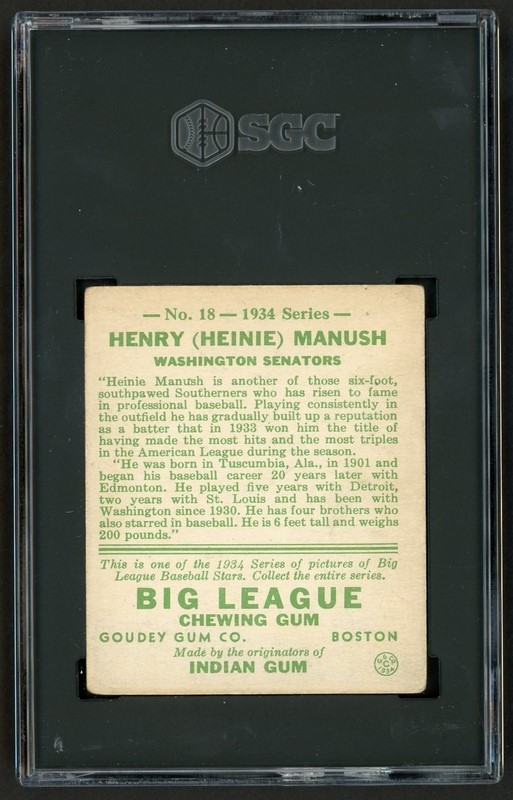 SGC
— No. 18 — 1934 Series —
HENRY (HEINIE) MANUSH
WASHINGTON SENATORS
"Heinie Manush is another of those six-foot,
southpawed Southerners who has risen to fame
in professional baseball. Playing consistently in
the outfield he has gradually built up a reputation
as a batter that in 1933 won him the title of
having made the most hits and the most triples
in the American League during the season.
"He was born in Tuscumbia, Ala., in 1901 and
began his baseball career 20 years later with
Edmonton. He played five years with Detroit,
two years with St. Louis and has been with
Washington since 1930. He has four brothers who
also starred in baseball. He is 6 feet tall and weighs
200 pounds."
This is one of the 1934 Series of pictures of Big
League Baseball Stars. Collect the entire series.
BIG LEAGUE
CHEWING GUM
GOUDEY GUM CO. BOSTON
Made by the originators of
INDIAN GUM